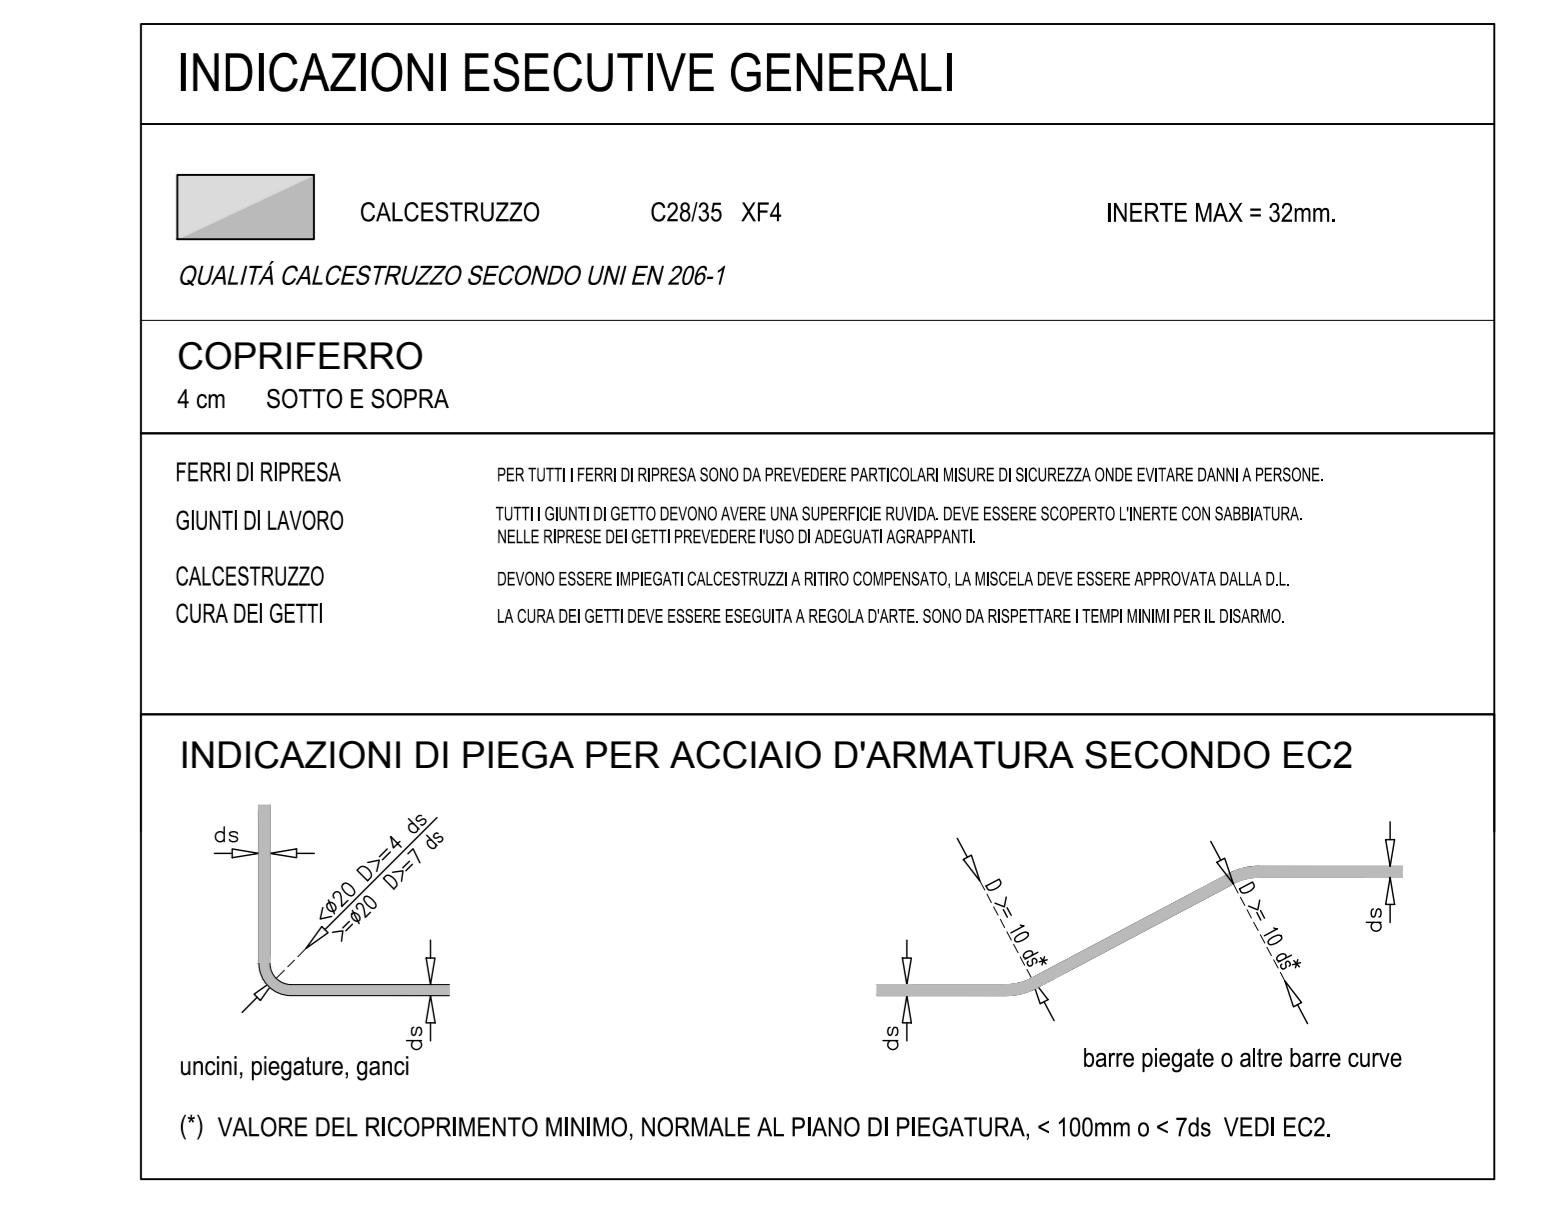 INDICAZIONI ESECUTIVE GENERALI
CALCESTRUZZO C28/35 XF4 INERTE MAX = 32mm.
QUALITÁ CALCESTRUZZO SECONDO UNI EN 206-1
COPRIFERRO
4 cm SOTTO E SOPRA
FERRI DI RIPRESA PER TUTTI I FERRI DI RIPRESA SONO DA PREVEDERE PARTICOLARI MISURE DI SICUREZZA ONDE EVITARE DANNI A PERSONE.
GIUNTI DI LAVORO TUTTI I GIUNTI DI GETTO DEVONO AVERE UNA SUPERFICIE RUVIDA. DEVE ESSERE SCOPERTO L'INERTE CON SABBIATURA.
NELLE RIPRESE DEI GETTI PREVEDERE l'USO DI ADEGUATI AGRAPPANTI.
CALCESTRUZZO DEVONO ESSERE IMPIEGATI CALCESTRUZZI A RITIRO COMPENSATO, LA MISCELA DEVE ESSERE APPROVATA DALLA D.L.
CURA DEI GETTI LA CURA DEI GETTI DEVE ESSERE ESEGUITA A REGOLA D'ARTE. SONO DA RISPETTARE I TEMPI MINIMI PER IL DISARMO.
INDICAZIONI DI PIEGA PER ACCIAIO D'ARMATURA SECONDO EC2
ds
<ø20 D>=4 ds
>=ø20 D>=7 ds
ds
uncini, piegature, ganci
D >= 10 ds*
D >= 10 ds*
ds
ds
barre piegate o altre barre curve
(*) VALORE DEL RICOPRIMENTO MINIMO, NORMALE AL PIANO DI PIEGATURA, < 100mm o < 7ds VEDI EC2.